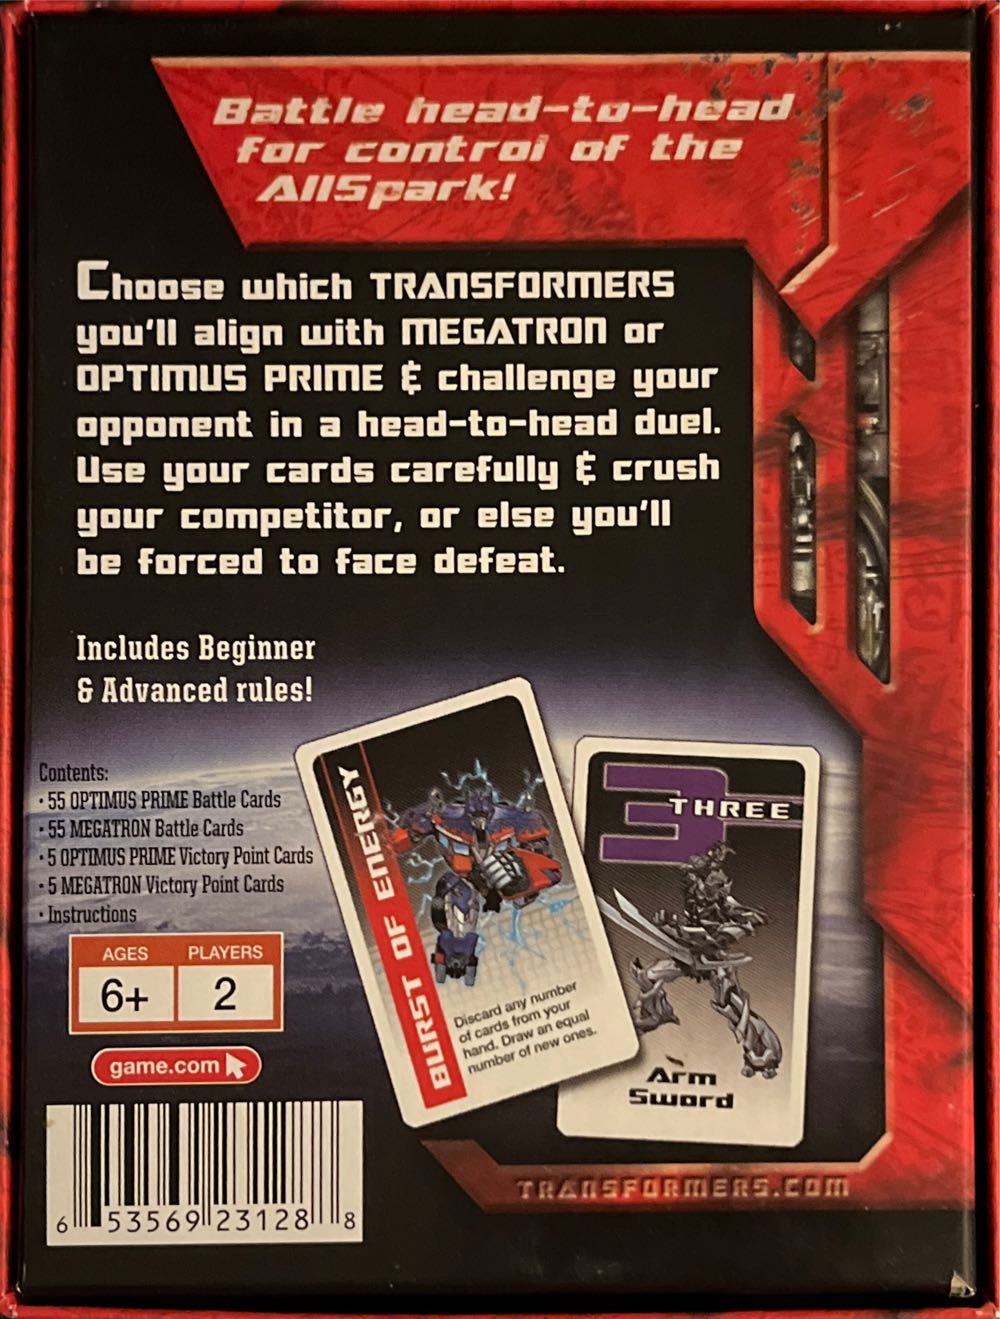 Battle head-to-head
for control of the
AllSpark!
Choose which TRANSFORMERS
you'll align with MEGATRON or
OPTIMUS PRIME & challenge your
opponent in a head-to-head duel.
Use your cards carefully & crush
your competitor, or else you'll
be forced to face defeat.
Includes Beginner
& Advanced rules!
Contents:
· 55 OPTIMUS PRIME Battle Cards
· 55 MEGATRON Battle Cards
· 5 OPTIMUS PRIME Victory Point Cards
· 5 MEGATRON Victory Point Cards
· Instructions
AGES PLAYERS
6+ 2
game.com
6 53569 23128 8
BURST OF ENERGY
Discard any number
of cards from your
hand. Draw an equal
number of new ones.
3 THREE
Arm
Sword
TRANSFORMERS.COM